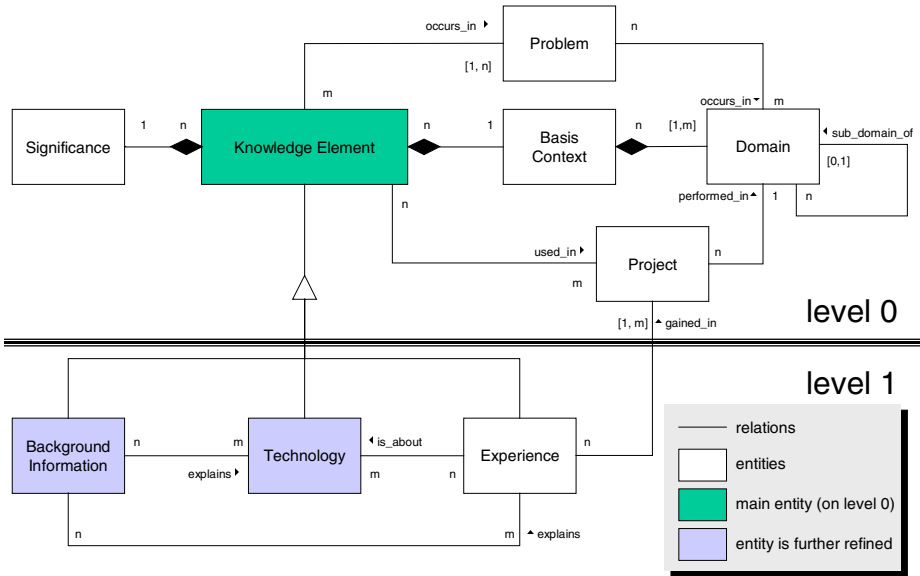 occurs_in
Problem
n
[1, n]
m
occurs_in
m
Significance
1
n
Knowledge Element
n
1
Basis
Context
n
[1,m]
Domain
sub_domain_of
[0,1]
n
performed_in
1
n
used_in
m
Project
n
[1, m]
gained_in
level 0
level 1
Background
Information
n
m
explains
Technology
is_about
m
n
Experience
n
n
m
explains
relations
entities
main entity (on level 0)
entity is further refined